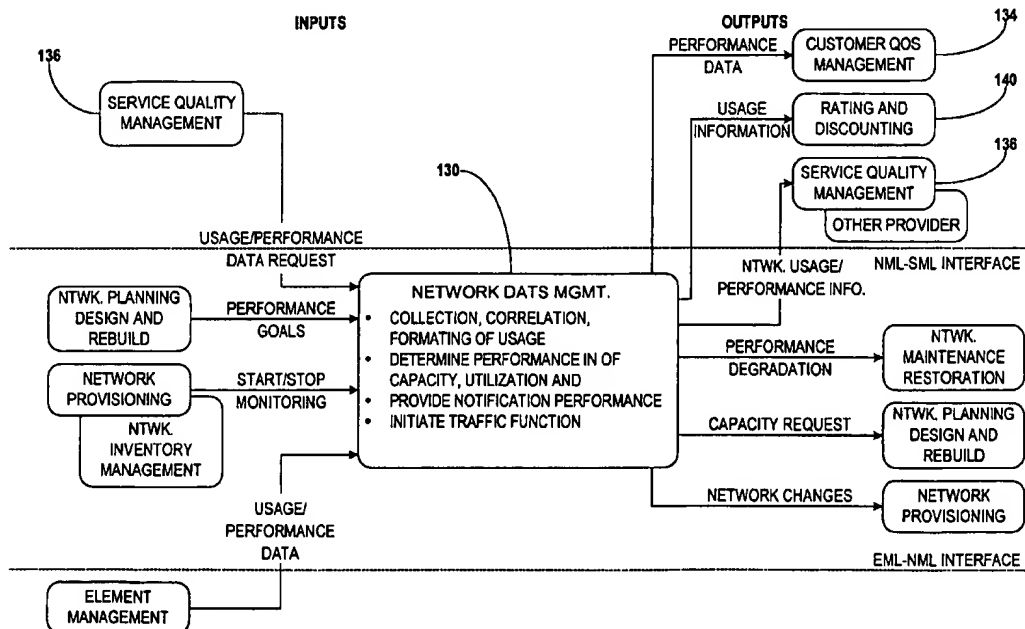 INPUTS
OUTPUTS
136
SERVICE QUALITY
MANAGEMENT
PERFORMANCE
DATA
CUSTOMER QOS
MANAGEMENT
134
USAGE
INFORMATION
RATING AND
DISCOUNTING
140
130
SERVICE QUALITY
MANAGEMENT
136
OTHER PROVIDER
USAGE/PERFORMANCE
DATA REQUEST
NTWK. USAGE/
PERFORMANCE INFO.
NML-SML INTERFACE
NTWK. PLANNING
DESIGN AND
REBUILD
PERFORMANCE
GOALS
NETWORK
PROVISIONING
START/STOP
MONITORING
NTWK.
INVENTORY
MANAGEMENT
NETWORK DATS MGMT.
• COLLECTION, CORRELATION,
FORMATING OF USAGE
• DETERMINE PERFORMANCE IN OF
CAPACITY, UTILIZATION AND
• PROVIDE NOTIFICATION PERFORMANCE
• INITIATE TRAFFIC FUNCTION
PERFORMANCE
DEGRADATION
NTWK.
MAINTENANCE
RESTORATION
CAPACITY REQUEST
NTWK. PLANNING
DESIGN AND
REBUILD
NETWORK CHANGES
NETWORK
PROVISIONING
USAGE/
PERFORMANCE
DATA
EML-NML INTERFACE
ELEMENT
MANAGEMENT